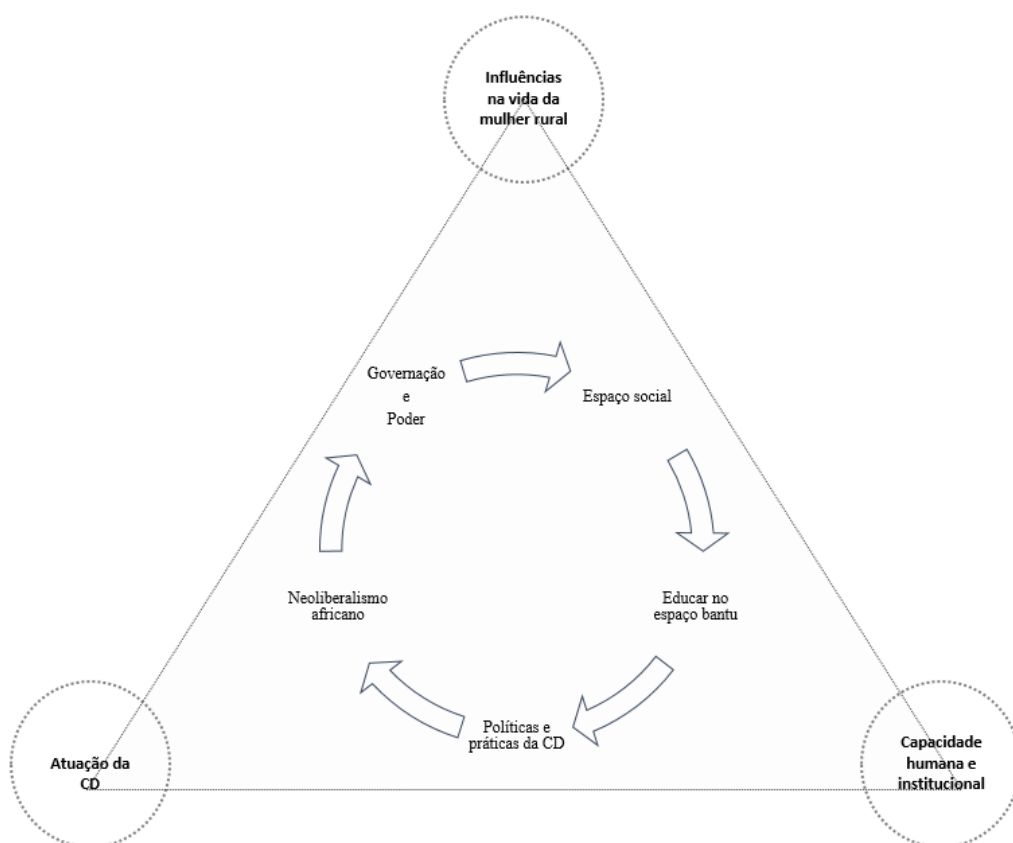 Influências
na vida da
mulher rural
Governação
e
Poder
Espaço social
Neoliberalismo
africano
Educar no
espaço bantu
Políticas e
práticas da CD
Atuação da
CD
Capacidade
humana e
institucional